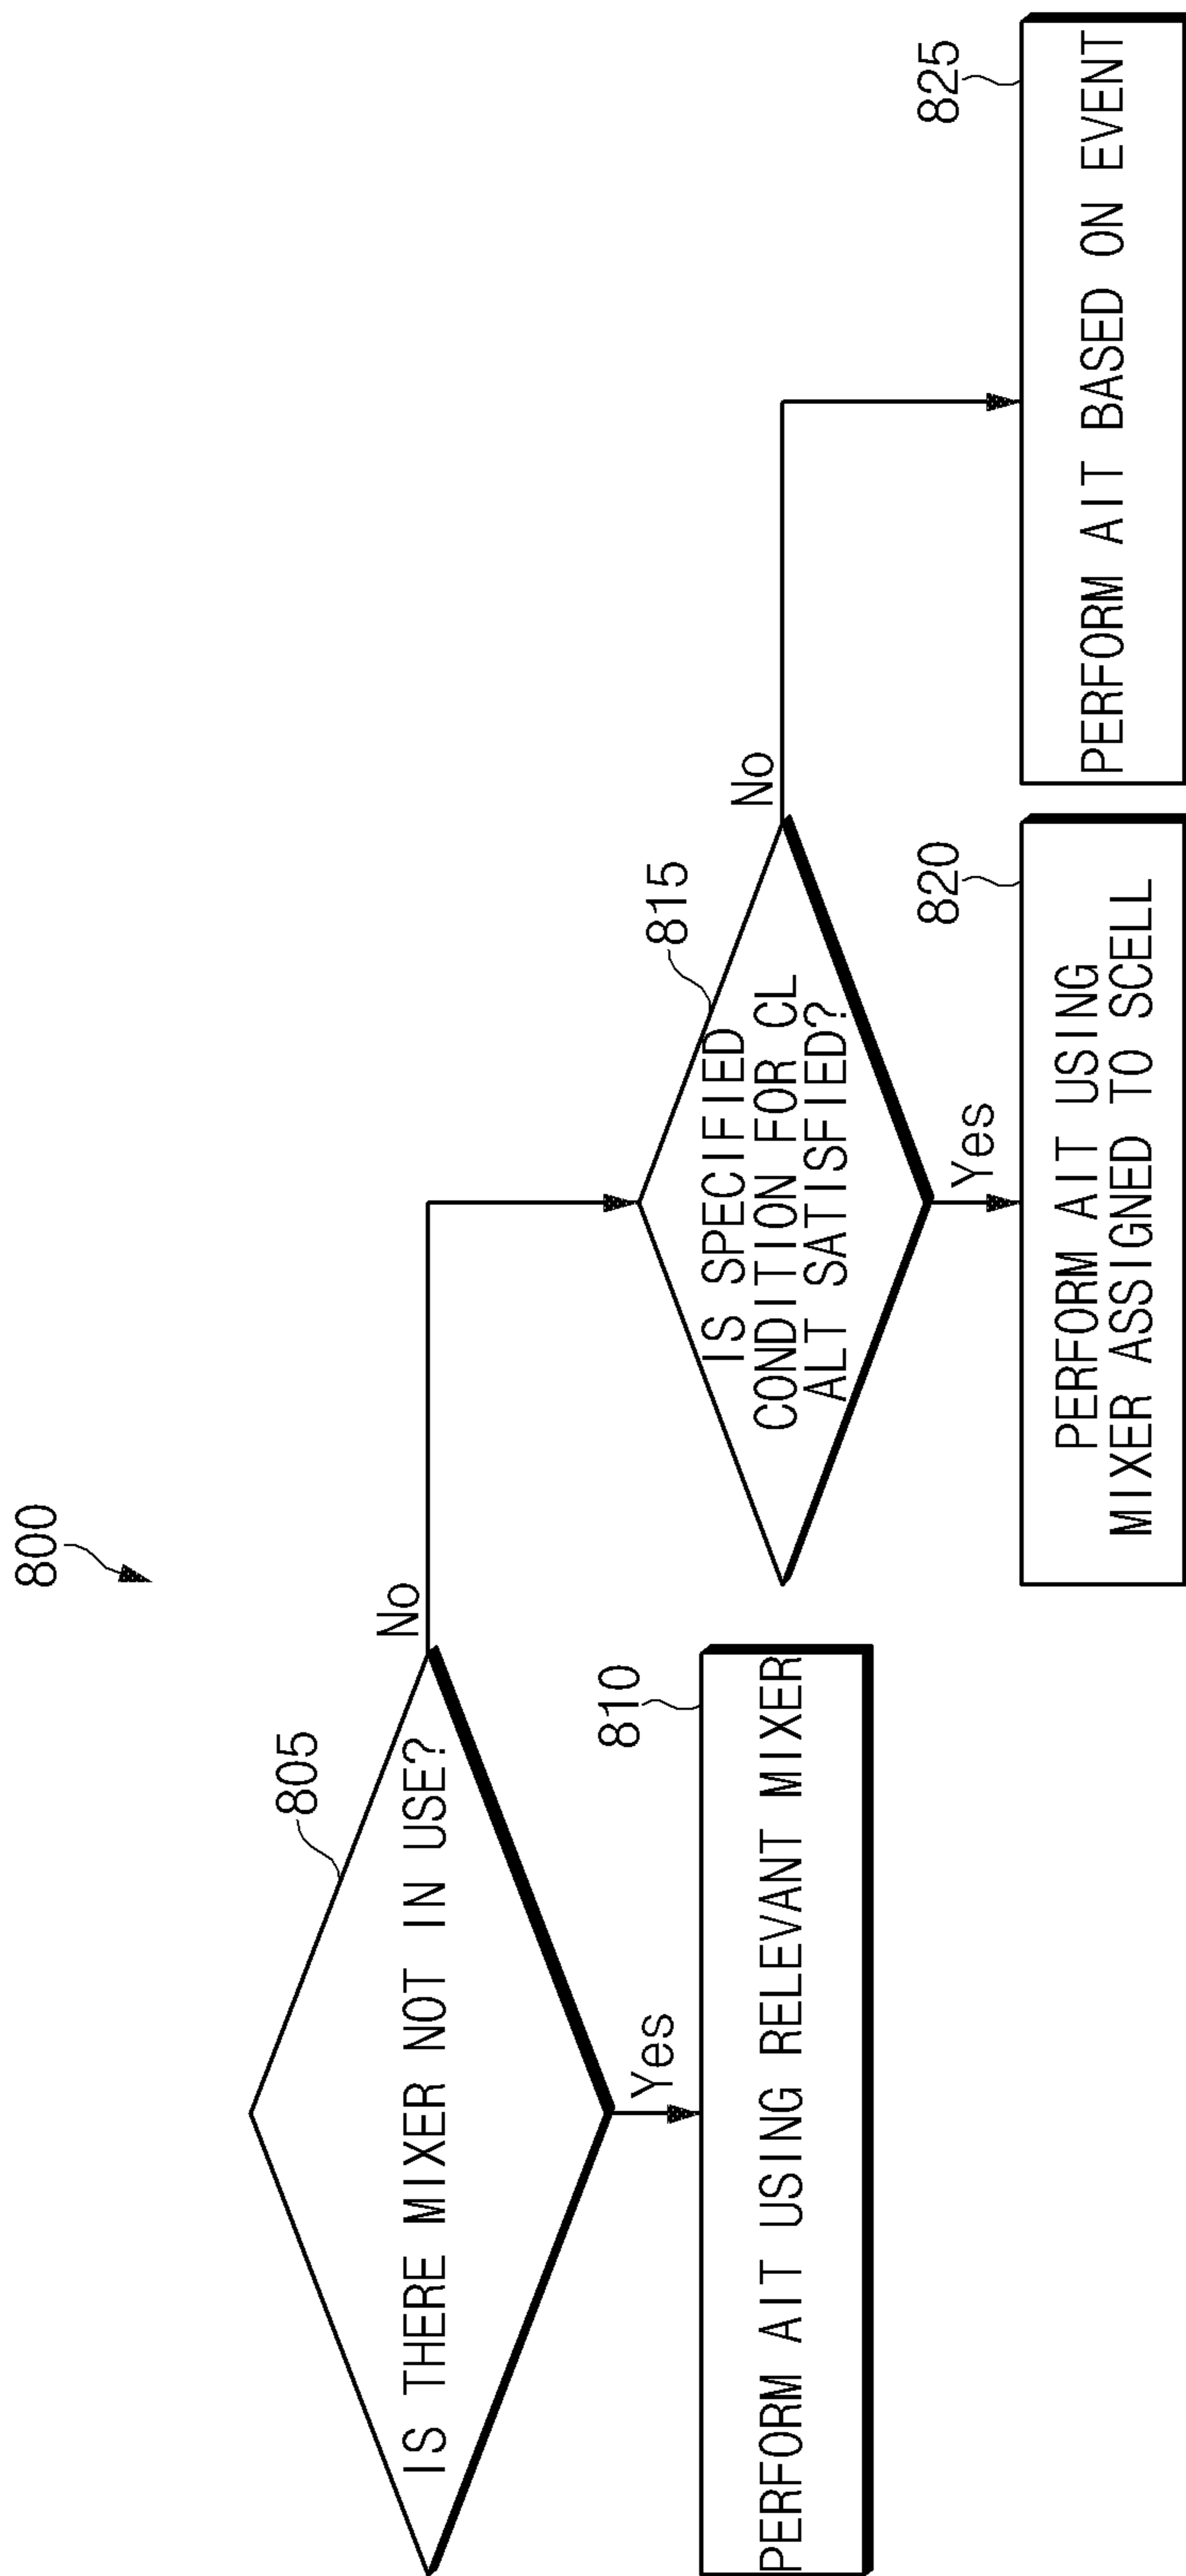 800
805
IS THERE MIXER NOT IN USE?
No
Yes
810
PERFORM AIT USING RELEVANT MIXER
815
IS SPECIFIED
CONDITION FOR CL
ALT SATISFIED?
No
Yes
820
PERFORM AIT USING
MIXER ASSIGNED TO SCELL
825
PERFORM AIT BASED ON EVENT